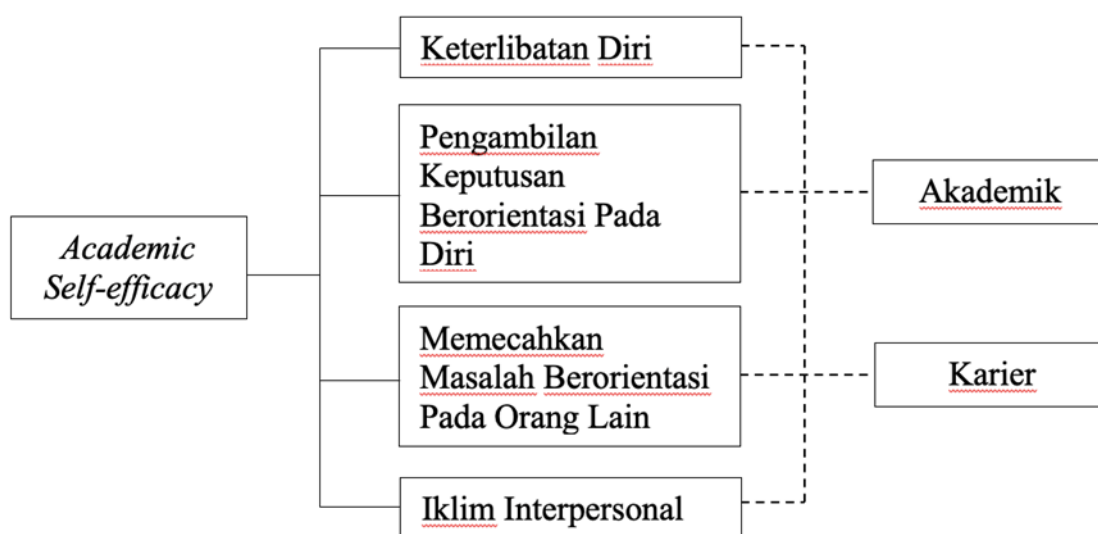 Academic
Self-efficacy
Keterlibatan Diri
Pengambilan
Keputusan
Berorientasi Pada
Diri
Memecahkan
Masalah Berorientasi
Pada Orang Lain
Iklim Interpersonal
Akademik
Karier